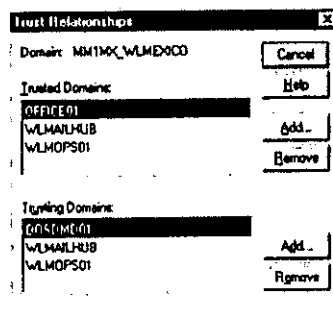 Trust Relationships
Domain: MM1MX_WLMEXICO
Cancel
Trusted Domains:
Help
OFFICE01
WLMAILHUB
WLMOPS01
Add...
Remove
Trusting Domains:
WLMAILHUB
WLMOPS01
Add...
Remove